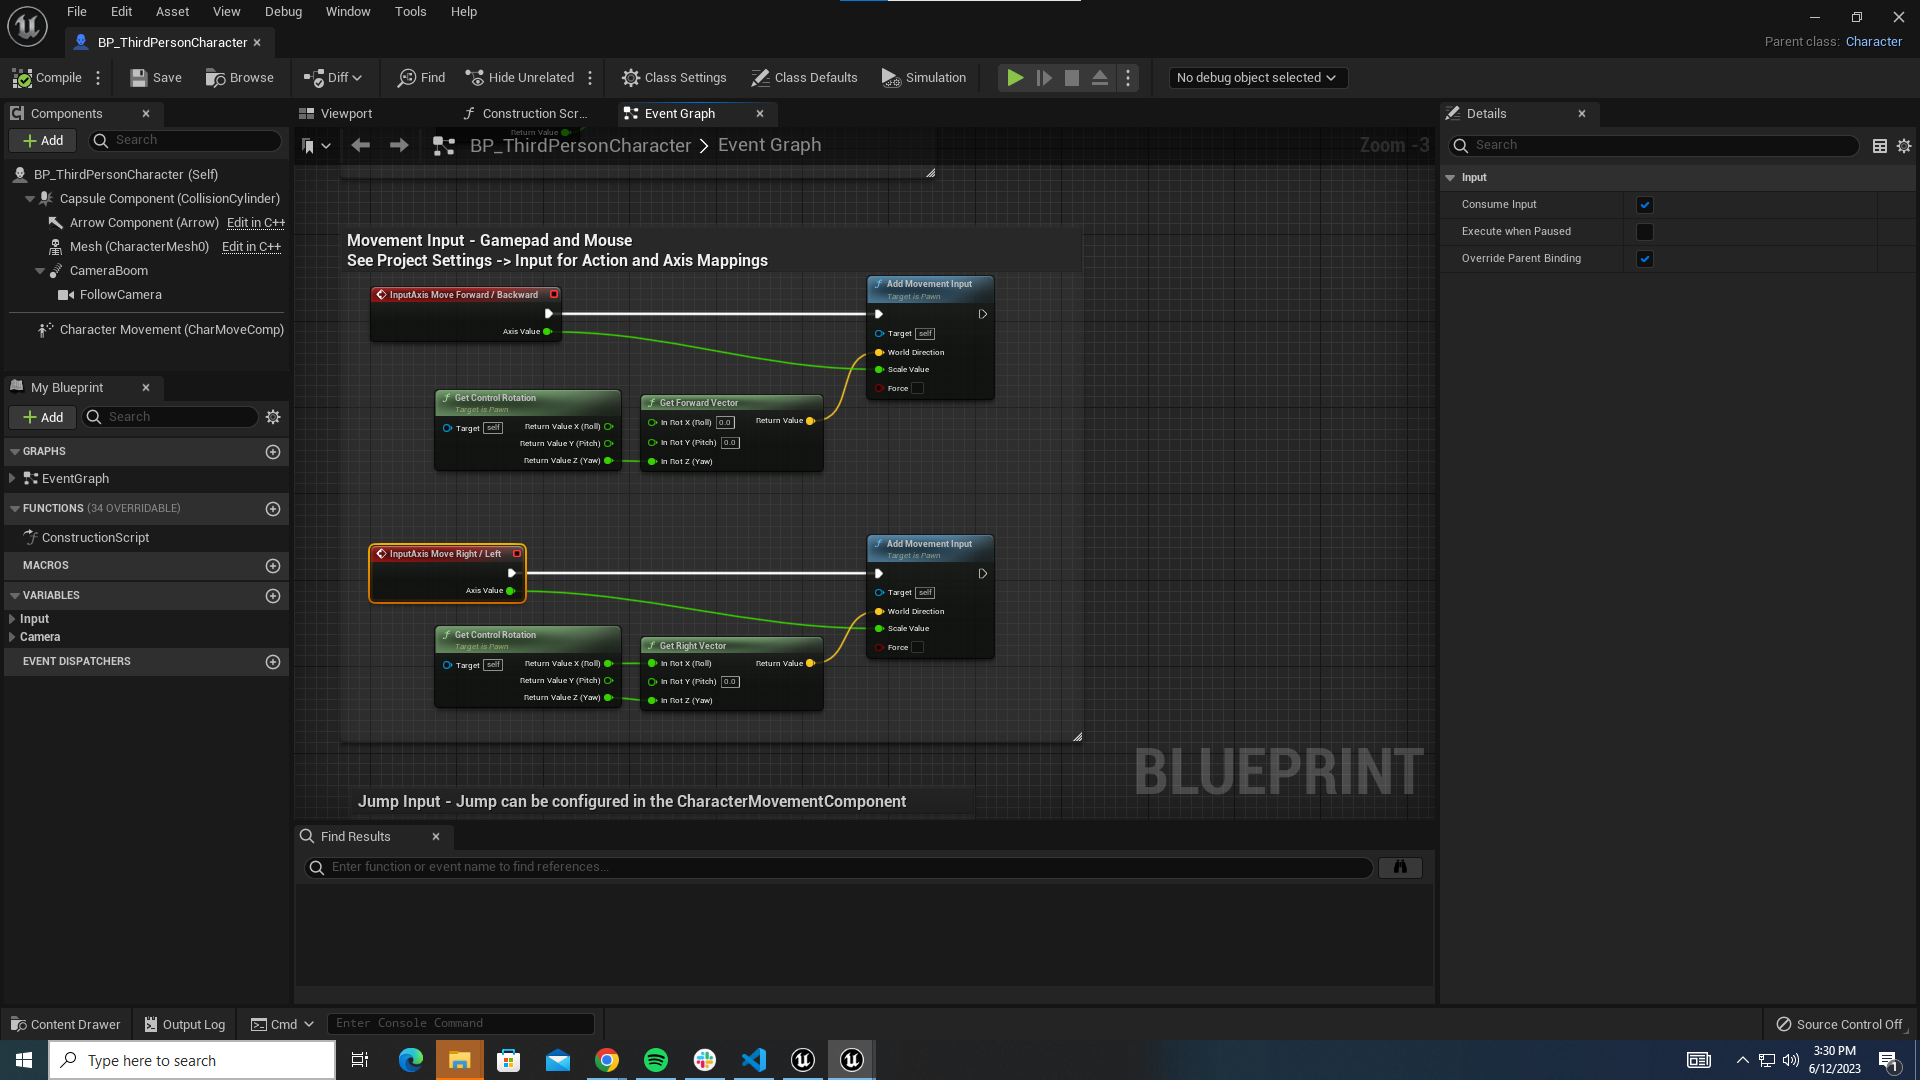 File Edit Asset View Debug Window Tools Help
BP_ThirdPersonCharacter
Parent class: Character
Compile Save Browse Diff Find Hide Unrelated Class Settings Class Defaults Simulation No debug object selected
Components
Add Search
BP_ThirdPersonCharacter (Self)
Capsule Component (CollisionCylinder)
Arrow Component (Arrow) Edit in C++
Mesh (CharacterMesh0) Edit in C++
CameraBoom
FollowCamera
Character Movement (CharMoveComp)
My Blueprint
Add Search
GRAPHS
EventGraph
FUNCTIONS (34 OVERRIDABLE)
ConstructionScript
MACROS
VARIABLES
Input
Camera
EVENT DISPATCHERS
Viewport Construction Scr... Event Graph
Return Value
BP_ThirdPersonCharacter > Event Graph Zoom -3
Movement Input - Gamepad and Mouse
See Project Settings -> Input for Action and Axis Mappings
InputAxis Move Forward / Backward
Axis Value
Add Movement Input
Target is Pawn
Target self
World Direction
Scale Value
Force
Get Control Rotation
Target is Pawn
Target self Return Value X (Roll)
Return Value Y (Pitch)
Return Value Z (Yaw)
Get Forward Vector
In Rot X (Roll) 0.0 Return Value
In Rot Y (Pitch) 0.0
In Rot Z (Yaw)
InputAxis Move Right / Left
Axis Value
Add Movement Input
Target is Pawn
Target self
World Direction
Scale Value
Force
Get Control Rotation
Target is Pawn
Target self Return Value X (Roll)
Return Value Y (Pitch)
Return Value Z (Yaw)
Get Right Vector
In Rot X (Roll) Return Value
In Rot Y (Pitch) 0.0
In Rot Z (Yaw)
BLUEPRINT
Jump Input - Jump can be configured in the CharacterMovementComponent
Find Results
Enter function or event name to find references...
Details
Search
Input
Consume Input
Execute when Paused
Override Parent Binding
Content Drawer Output Log Cmd Enter Console Command Source Control Off
Type here to search
3:30 PM
6/12/2023
1